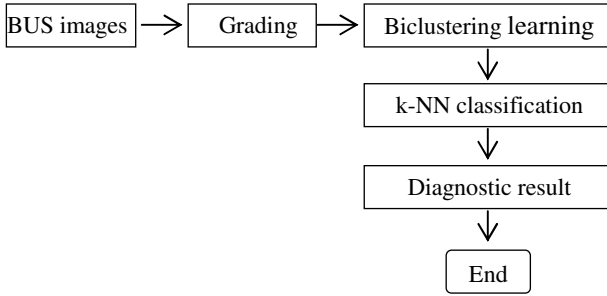 BUS images
Grading
Biclustering learning
k-NN classification
Diagnostic result
End